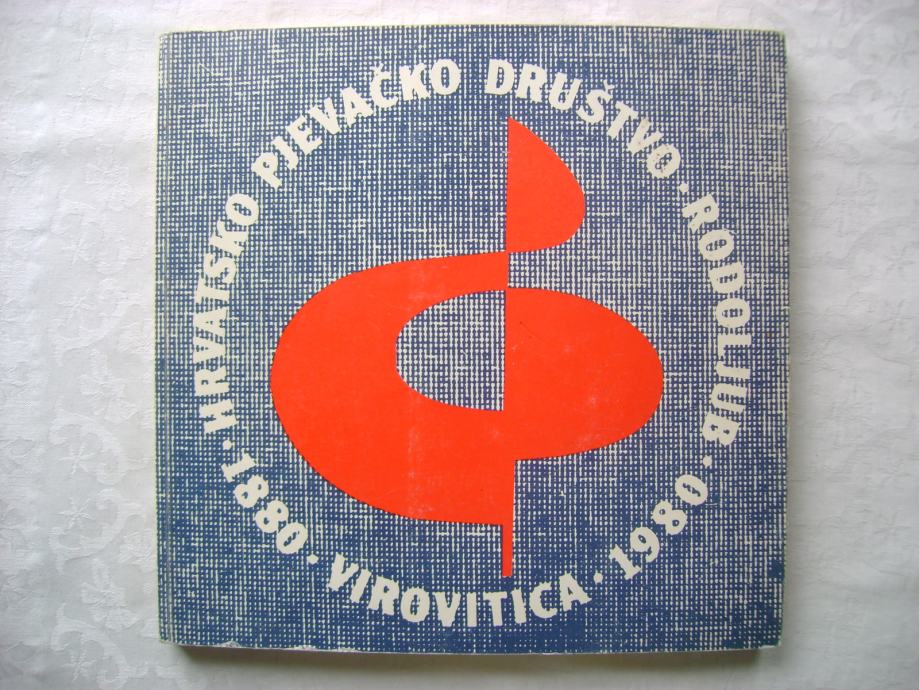 HRVATSKO PJEVAČKO DRUŠTVO · RODOLJUB ·
1880 · VIROVITICA · 1980 ·